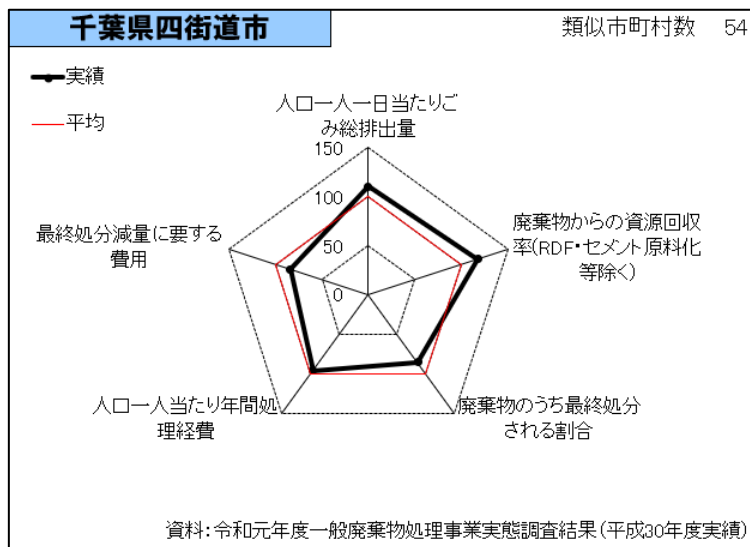 千葉県四街道市
類似市町村数 54
実績
平均
人口一人一日当たりご
み総排出量
150
100
50
0
廃棄物からの資源回収
率(RDF・セメント原料化
等除く)
最終処分減量に要する
費用
人口一人当たり年間処
理経費
廃棄物のうち最終処分
される割合
資料:令和元年度一般廃棄物処理事業実態調査結果(平成30年度実績)